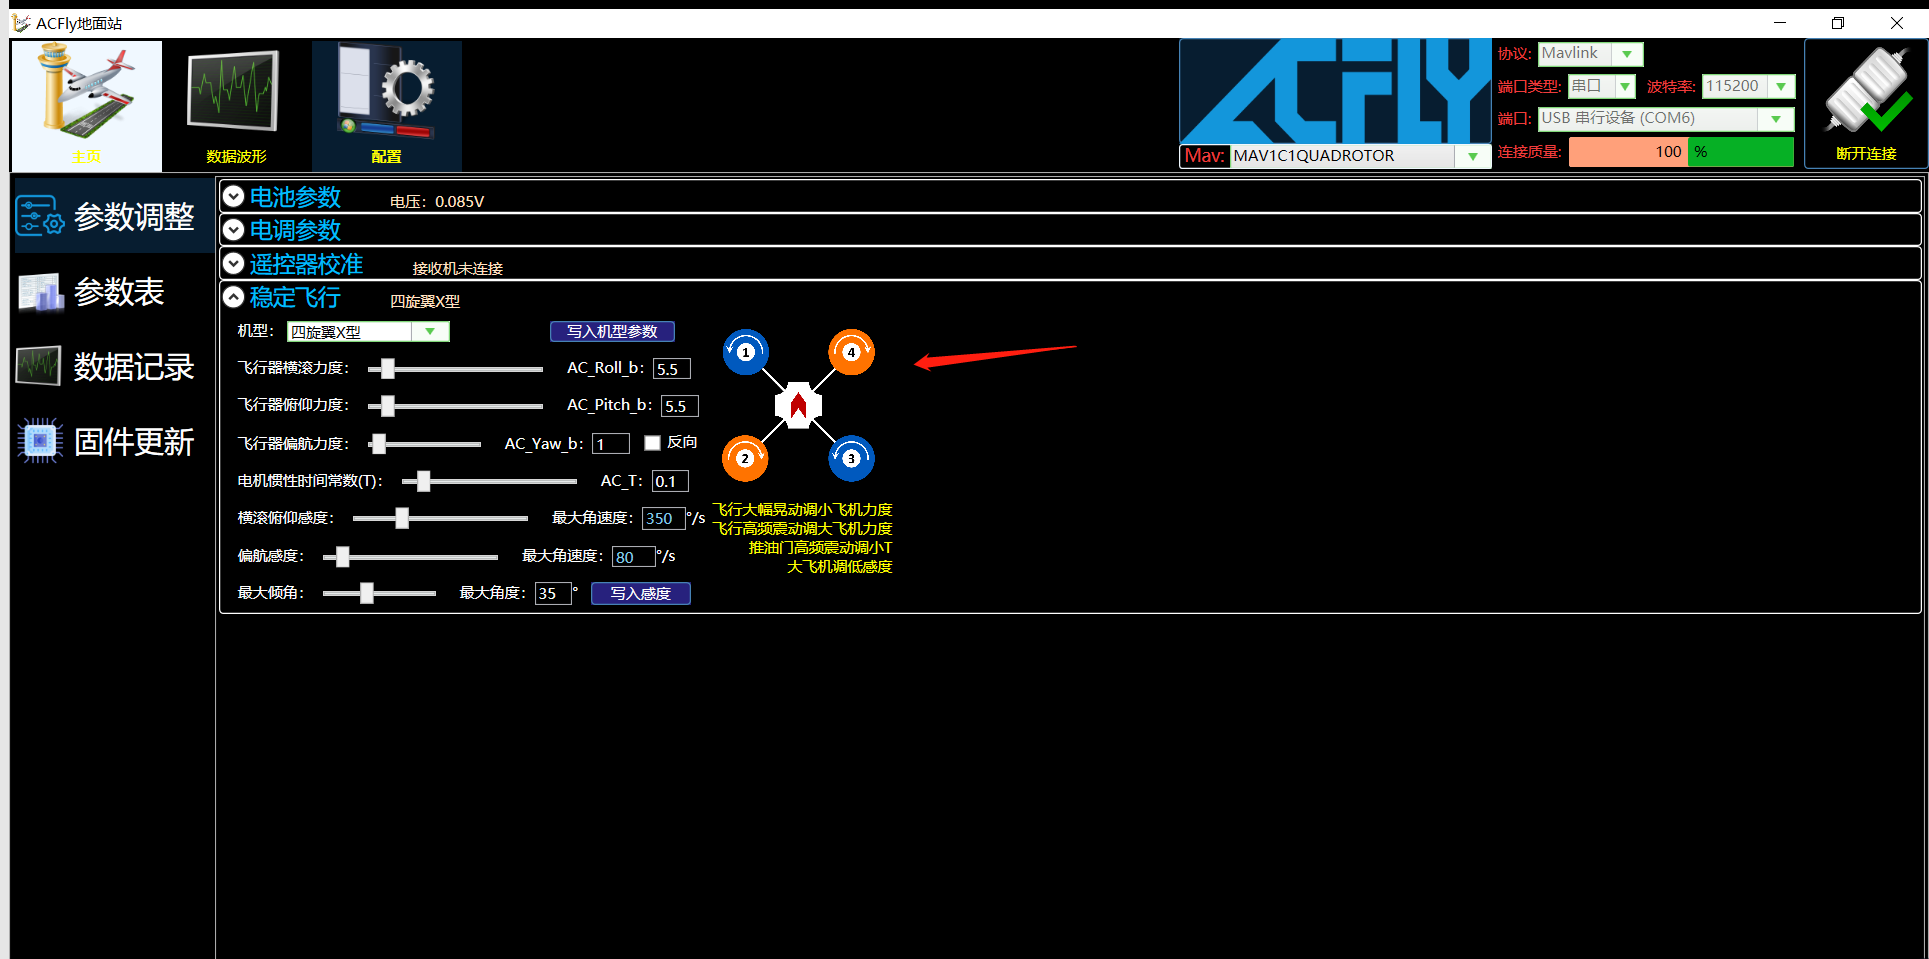 ACFly地面站
主页
数据波形
配置
ACFLY
Mav: MAV1C1QUADROTOR
协议: Mavlink
端口类型: 串口 波特率: 115200
端口: USB 串行设备 (COM6)
连接质量: 100 %
断开连接
参数调整
参数表
数据记录
固件更新
电池参数 电压: 0.085V
电调参数
遥控器校准 接收机未连接
稳定飞行 四旋翼X型
机型: 四旋翼X型 写入机型参数
飞行器横滚力度: AC_Roll_b: 5.5
飞行器俯仰力度: AC_Pitch_b: 5.5
飞行器偏航力度: AC_Yaw_b: 1 反向
电机惯性时间常数(T): AC_T: 0.1
横滚俯仰感度: 最大角速度: 350 °/s
偏航感度: 最大角速度: 80 °/s
最大倾角: 最大角度: 35 ° 写入感度
1
4
2
3
飞行大幅晃动调小飞机力度
飞行高频震动调大飞机力度
推油门高频震动调小T
大飞机调低感度